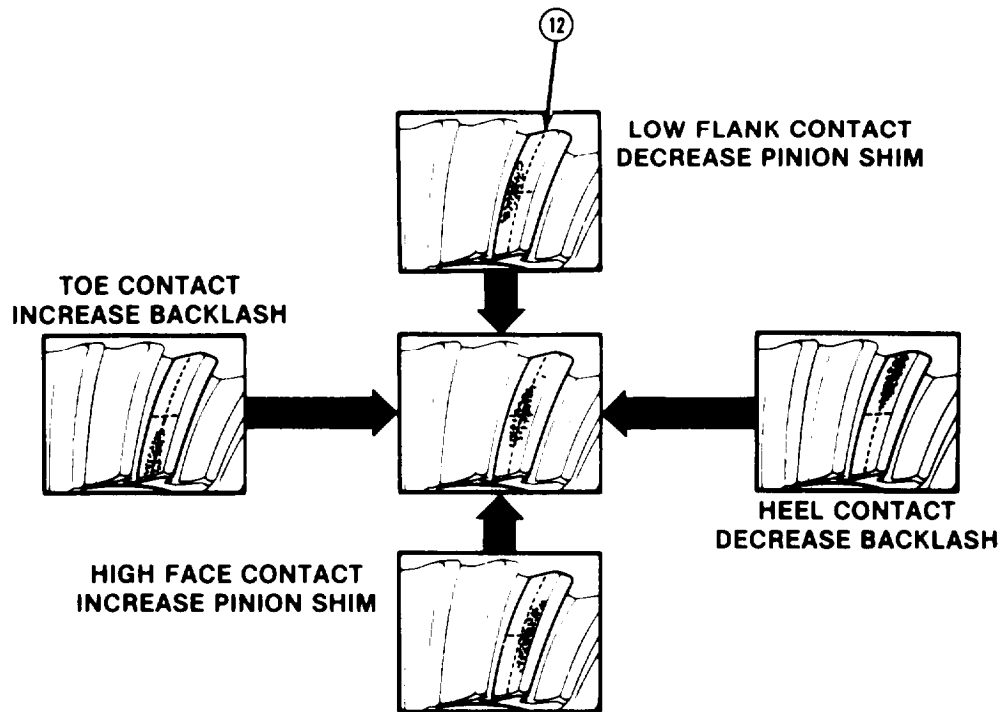 12
LOW FLANK CONTACT
DECREASE PINION SHIM
TOE CONTACT
INCREASE BACKLASH
HEEL CONTACT
DECREASE BACKLASH
HIGH FACE CONTACT
INCREASE PINION SHIM